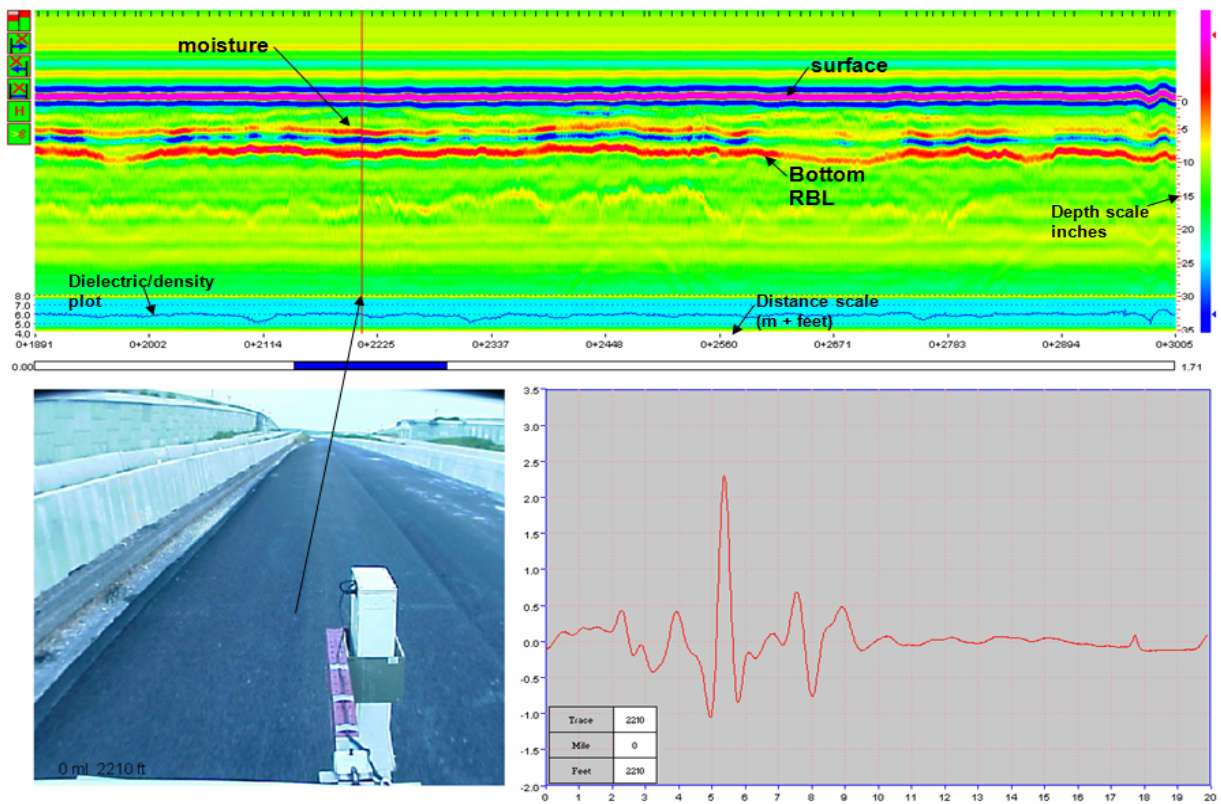 moisture
surface
H
>ε
0
5
10
15
20
25
30
35
Bottom
RBL
Depth scale
inches
Dielectric/density
plot
Distance scale
(m + feet)
8.0
7.0
6.0
5.0
4.0
0+1891 0+2002 0+2114 0+2225 0+2337 0+2448 0+2560 0+2671 0+2783 0+2894 0+3005
0.00 1.71
0 mI 2210 ft
3.5
3.0
2.5
2.0
1.5
1.0
0.5
0.0
-0.5
-1.0
-1.5
-2.0
Trace 2210
Mile 0
Feet 2210
0 1 2 3 4 5 6 7 8 9 10 11 12 13 14 15 16 17 18 19 20